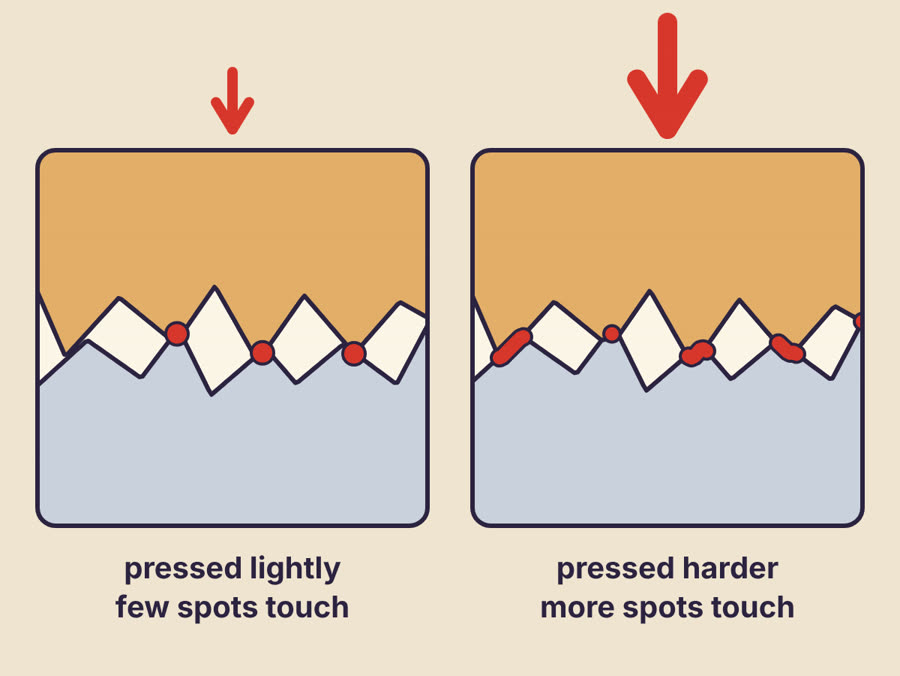 pressed lightly
few spots touch
pressed harder
more spots touch